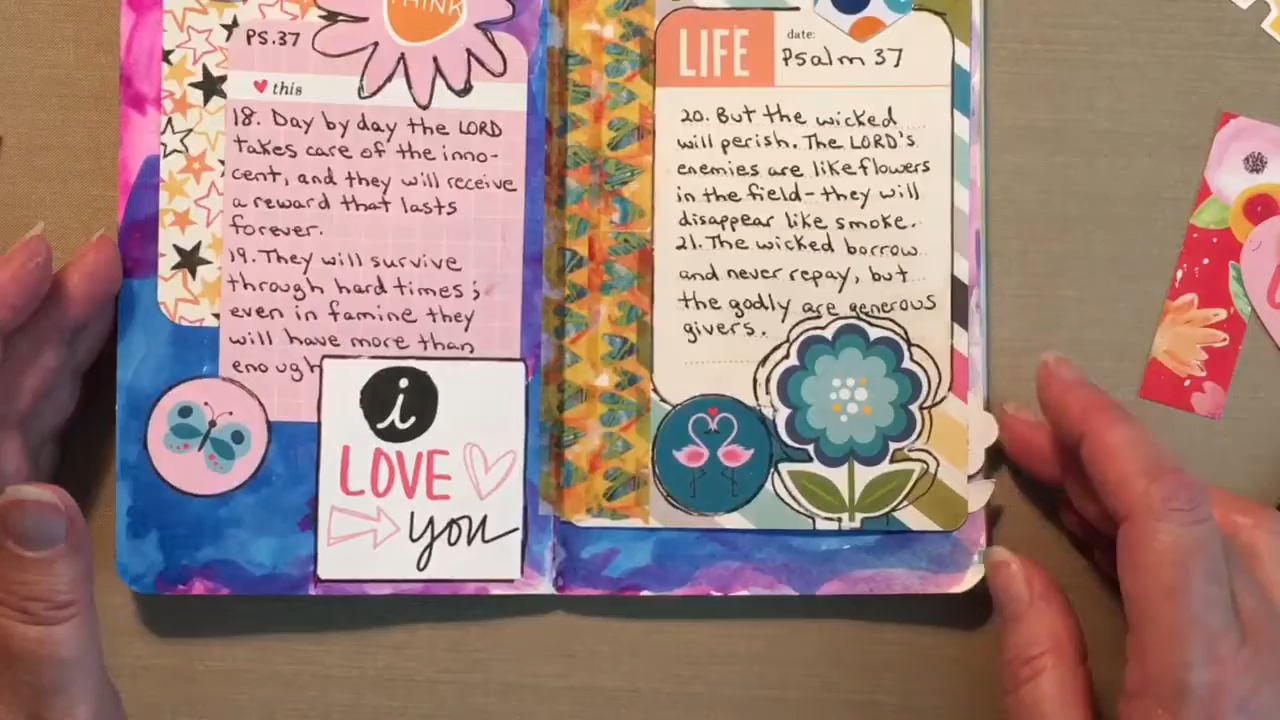 THINK
PS.37
this
18. Day by day the LORD
takes care of the inno-
cent, and they will receive
a reward that lasts
forever.
19. They will survive
through hard times;
even in famine they
will have more than
enough
i
LOVE
you
LIFE
date:
Psalm 37
20. But the wicked
will perish. The LORD's
enemies are like flowers
in the field - they will
disappear like smoke.
21. The wicked borrow
and never repay, but
the godly are generous
givers.